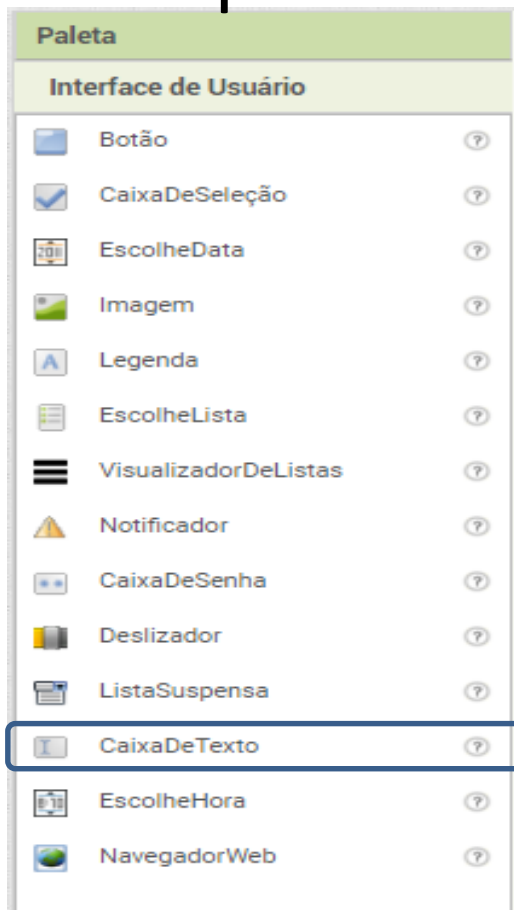 Paleta
Interface de Usuário
Botão
CaixaDeSeleção
EscolheData
Imagem
Legenda
EscolheLista
VisualizadorDeListas
Notificador
CaixaDeSenha
Deslizador
ListaSuspensa
CaixaDeTexto
EscolheHora
NavegadorWeb